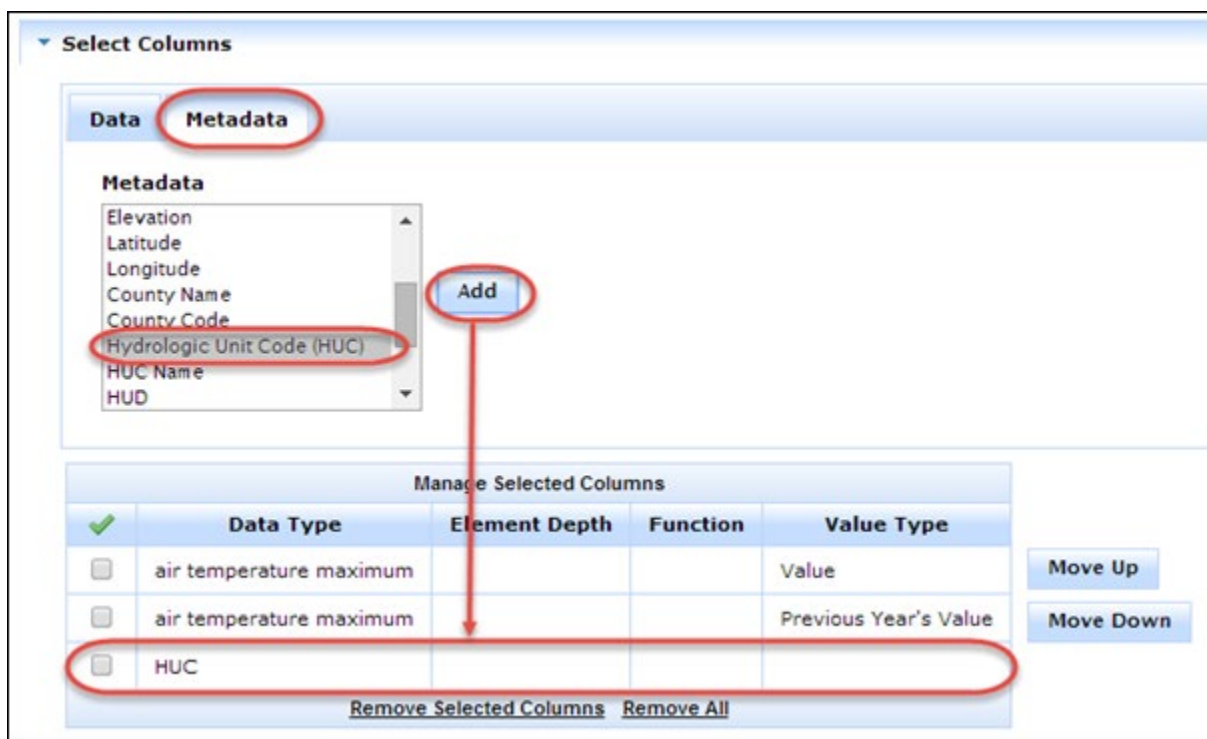 Select Columns
Data Metadata
Metadata
Elevation
Latitude
Longitude
County Name
County Code
Hydrologic Unit Code (HUC)
HUC Name
HUD
Add
Manage Selected Columns
Data Type Element Depth Function Value Type
air temperature maximum Value
air temperature maximum Previous Year's Value
HUC
Remove Selected Columns Remove All
Move Up
Move Down